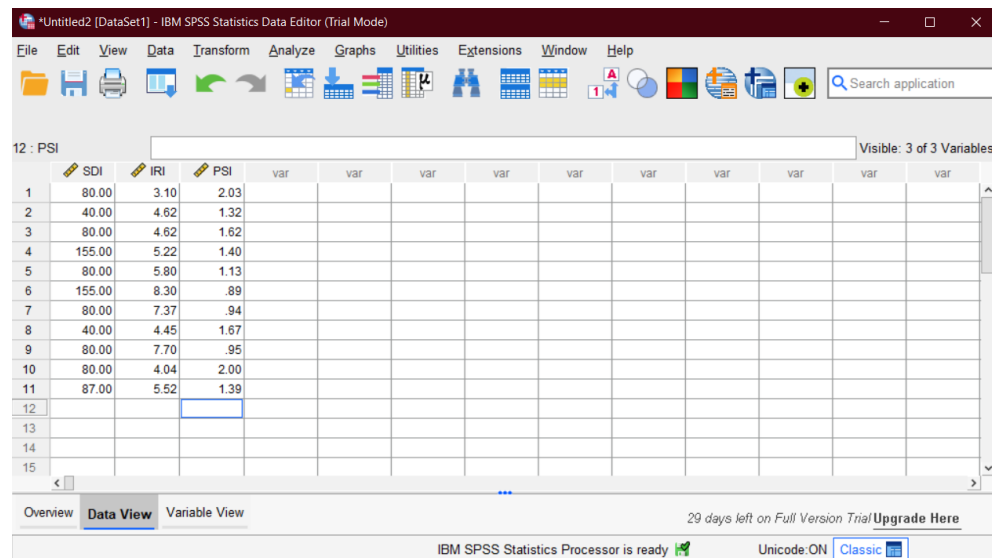 *Untitled2 [DataSet1] - IBM SPSS Statistics Data Editor (Trial Mode)
File Edit View Data Transform Analyze Graphs Utilities Extensions Window Help
A 1 μ Search application
12 : PSI Visible: 3 of 3 Variables
SDI IRI PSI var var var var var var var var var var
1 80.00 3.10 2.03
2 40.00 4.62 1.32
3 80.00 4.62 1.62
4 155.00 5.22 1.40
5 80.00 5.80 1.13
6 155.00 8.30 .89
7 80.00 7.37 .94
8 40.00 4.45 1.67
9 80.00 7.70 .95
10 80.00 4.04 2.00
11 87.00 5.52 1.39
12
13
14
15
Overview Data View Variable View 29 days left on Full Version Trial Upgrade Here
IBM SPSS Statistics Processor is ready Unicode:ON Classic